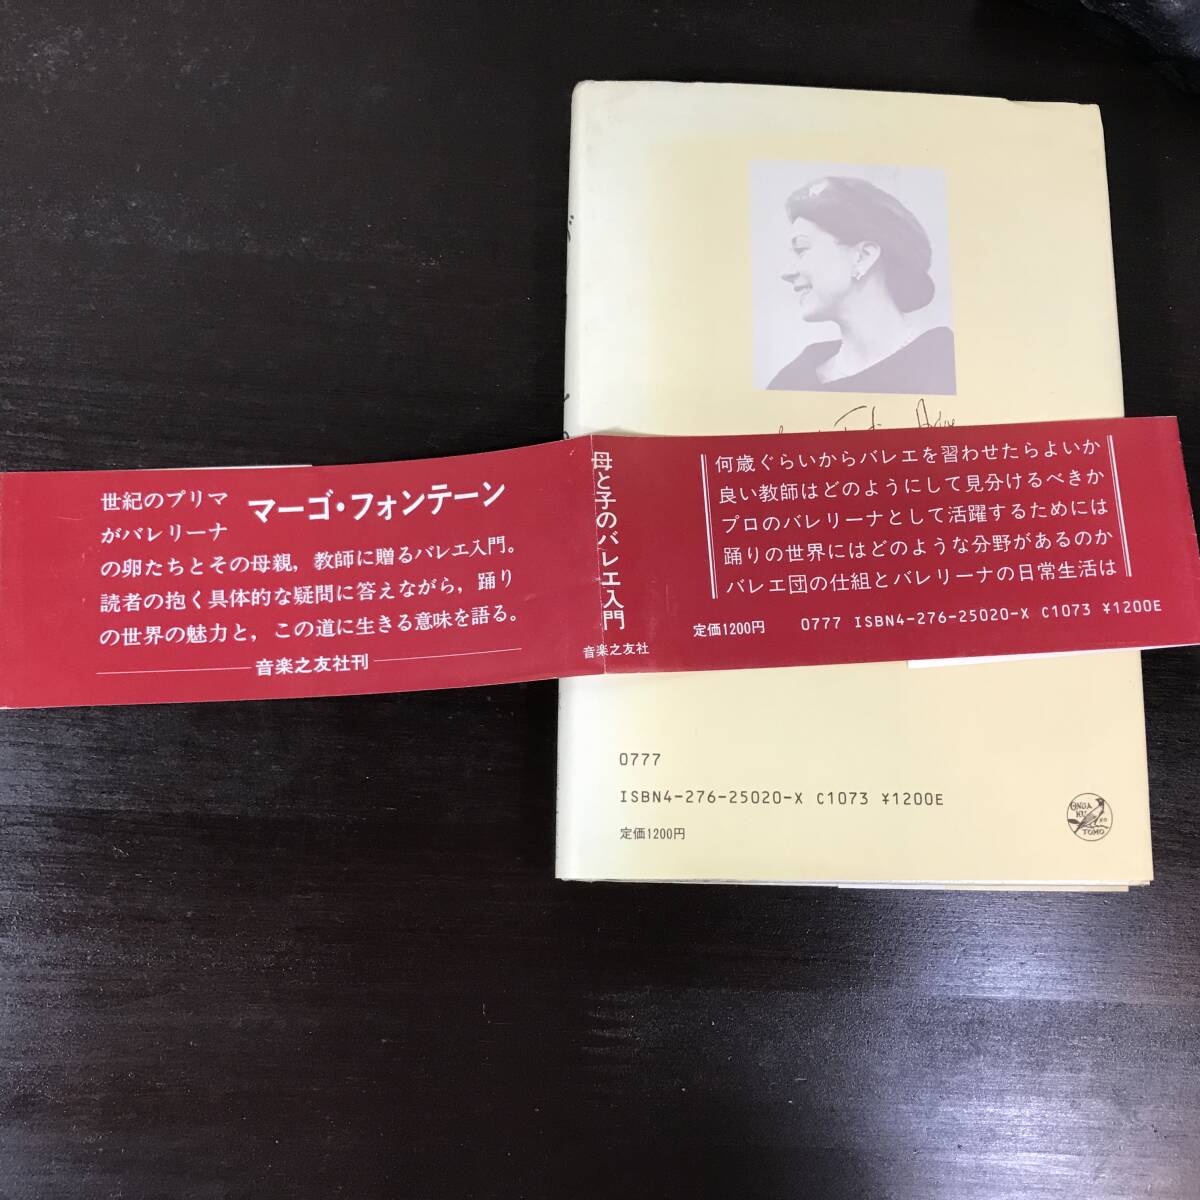 世紀のプリマ マーゴ・フォンテーン
がバレリーナ
の卵たちとその母親，教師に贈るバレエ入門。
読者の抱く具体的な疑問に答えながら，踊り
の世界の魅力と，この道に生きる意味を語る。
音楽之友社刊
母と子のバレエ入門
音楽之友社
何歳ぐらいからバレエを習わせたらよいか
良い教師はどのようにして見分けるべきか
プロのバレリーナとして活躍するためには
踊りの世界にはどのような分野があるのか
バレエ団の仕組とバレリーナの日常生活は
定価1200円 0777 ISBN4-276-25020-X C1073 ¥1200E
0777
ISBN4-276-25020-X C1073 ¥1200E
定価1200円
ONGA
KU
NO
TOMO